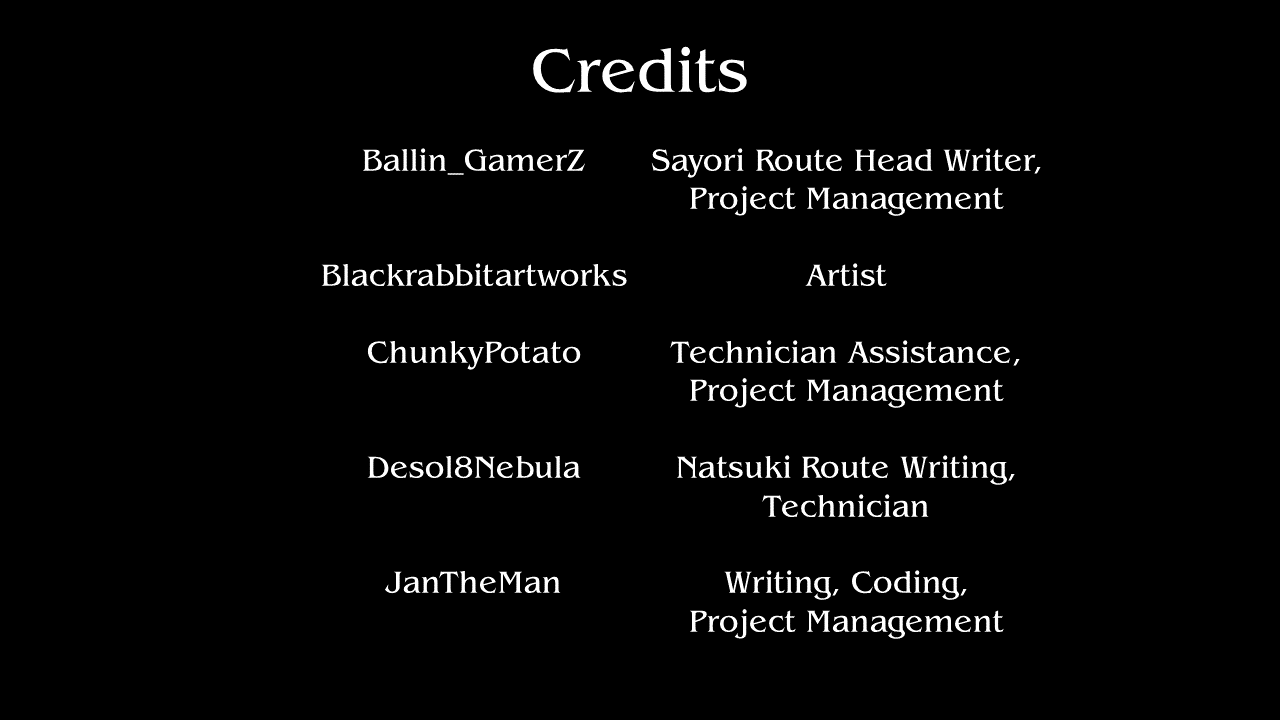 Credits
Ballin_GamerZ Sayori Route Head Writer,
Project Management
Blackrabbitartworks Artist
ChunkyPotato Technician Assistance,
Project Management
Desol8Nebula Natsuki Route Writing,
Technician
JanTheMan Writing, Coding,
Project Management